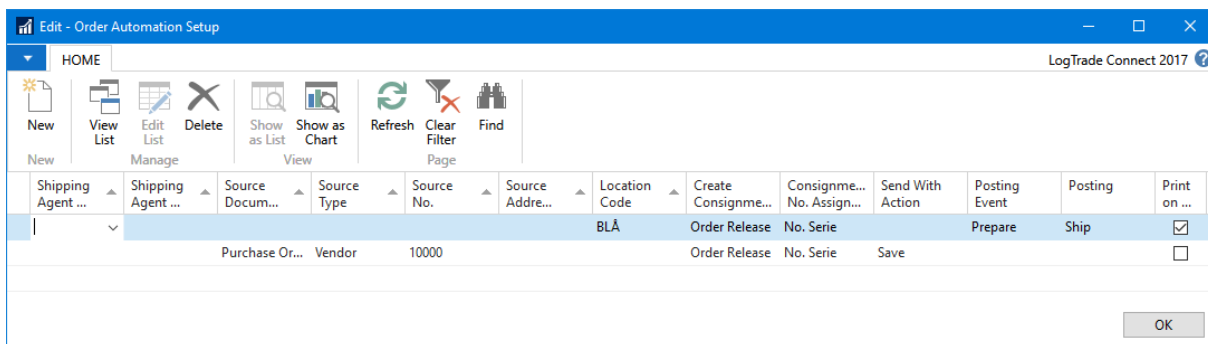 Edit - Order Automation Setup
HOME
LogTrade Connect 2017 ?
New
View List
Edit List
Delete
Show as List
Show as Chart
Refresh
Clear Filter
Find
New
Manage
View
Page
Shipping Agent ...
Shipping Agent ...
Source Docum...
Source Type
Source No.
Source Addre...
Location Code
Create Consignme...
Consignme... No. Assign...
Send With Action
Posting Event
Posting
Print on ...
BLÅ Order Release No. Serie Prepare Ship
Purchase Or... Vendor 10000 Order Release No. Serie Save
OK